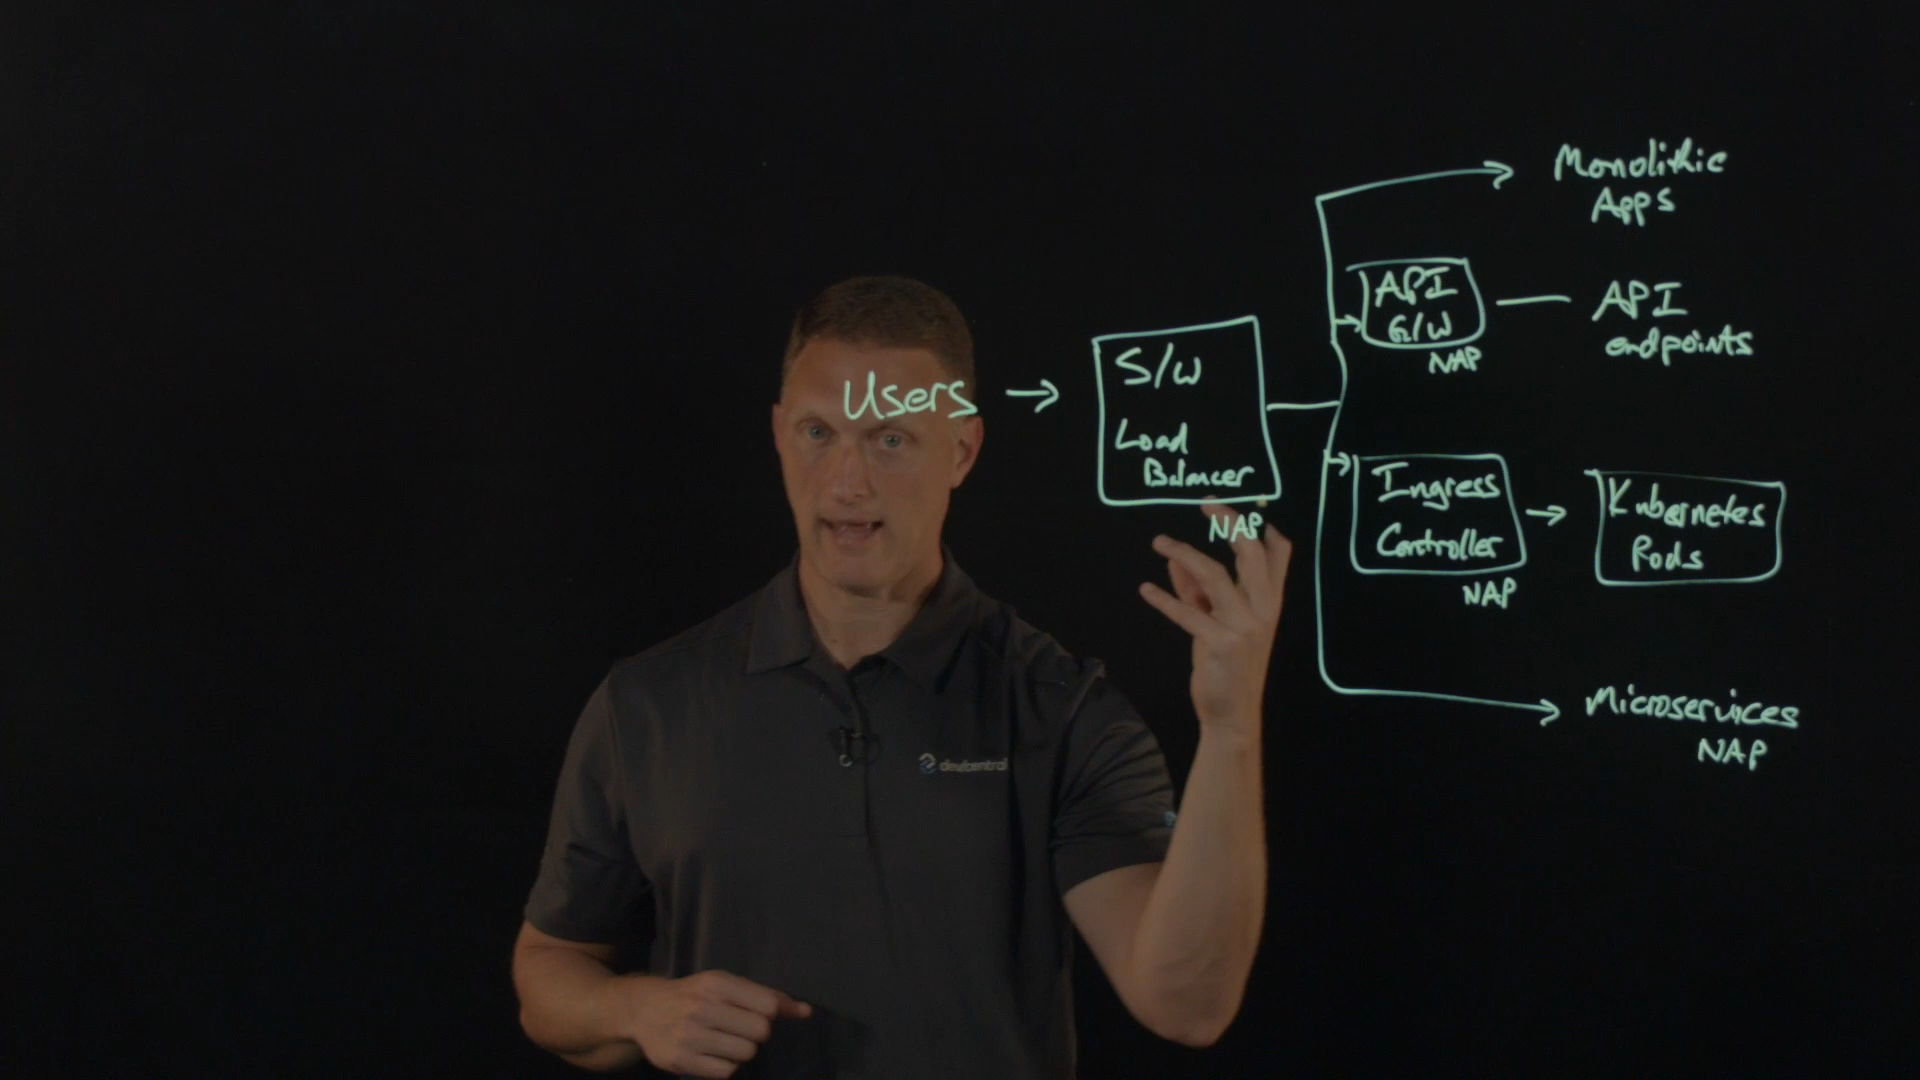 Users →
S/W
Load
Balancer
NAP
Monolithic
Apps
API
G/W
NAP
API
endpoints
Ingress
Controller
NAP
Kubernetes
Pods
Microservices
NAP
devcentral